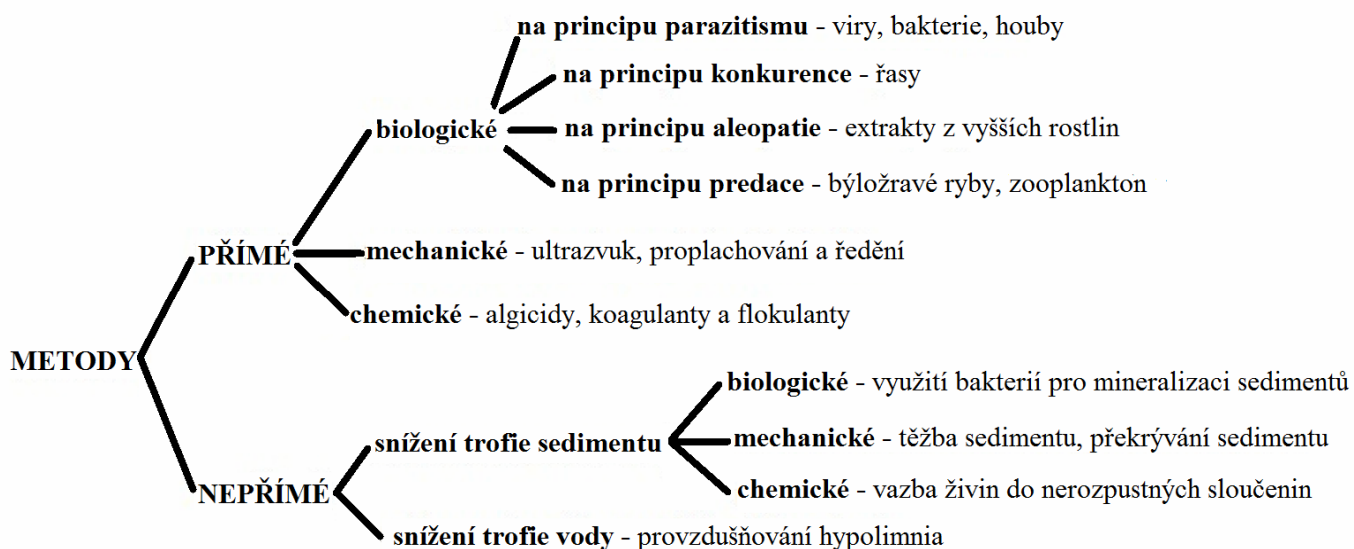 na principu parazitismu - viry, bakterie, houby
na principu konkurence - řasy
biologické
na principu aleopatie - extrakty z vyšších rostlin
na principu predace - býložravé ryby, zooplankton
PŘÍMÉ
mechanické - ultrazvuk, proplachování a ředění
chemické - algicidy, koagulanty a flokulanty
METODY
biologické - využití bakterií pro mineralizaci sedimentů
snížení trofie sedimentu
mechanické - těžba sedimentu, překrývání sedimentu
NEPŘÍMÉ
chemické - vazba živin do nerozpustných sloučenin
snížení trofie vody - provzdušňování hypolimnia